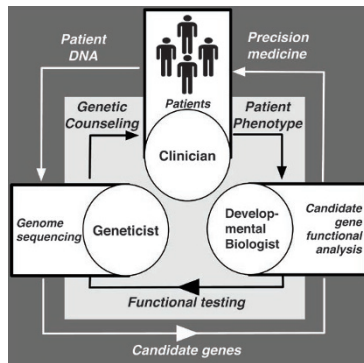 Patient
DNA
Precision
medicine
Patients
Genetic
Counseling
Patient
Phenotype
Clinician
Genome
sequencing
Geneticist
Develop-
mental
Biologist
Candidate
gene
functional
analysis
Functional testing
Candidate genes